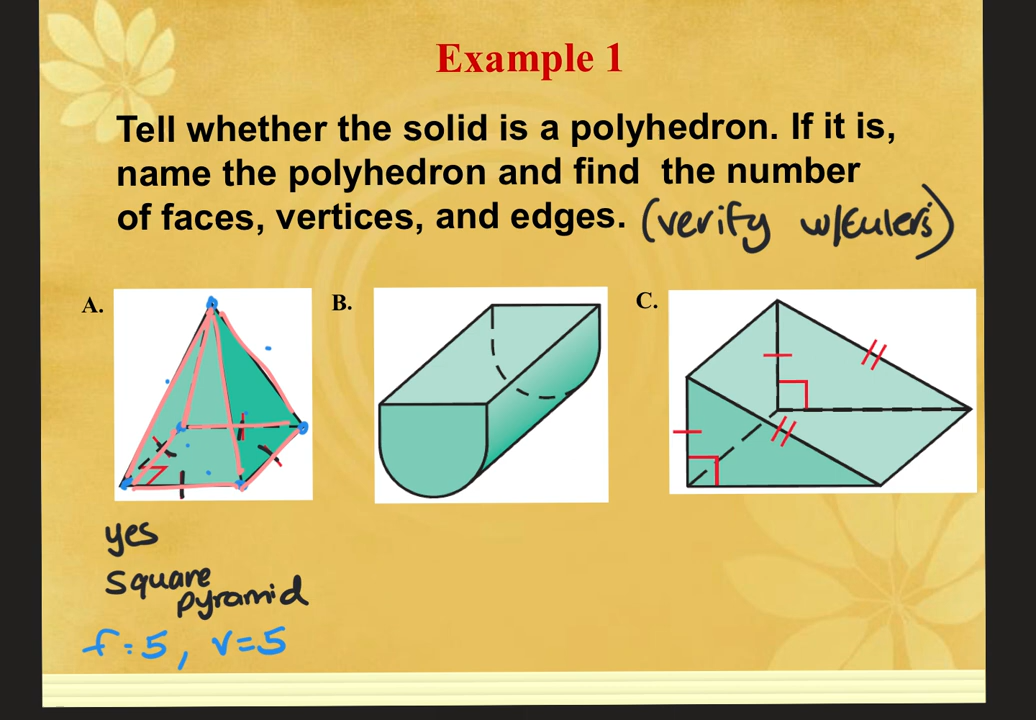 Example 1
Tell whether the solid is a polyhedron. If it is,
name the polyhedron and find the number
of faces, vertices, and edges. (verify w/Euler's)
A.
B.
C.
yes
Square
pyramid
f=5, v=5